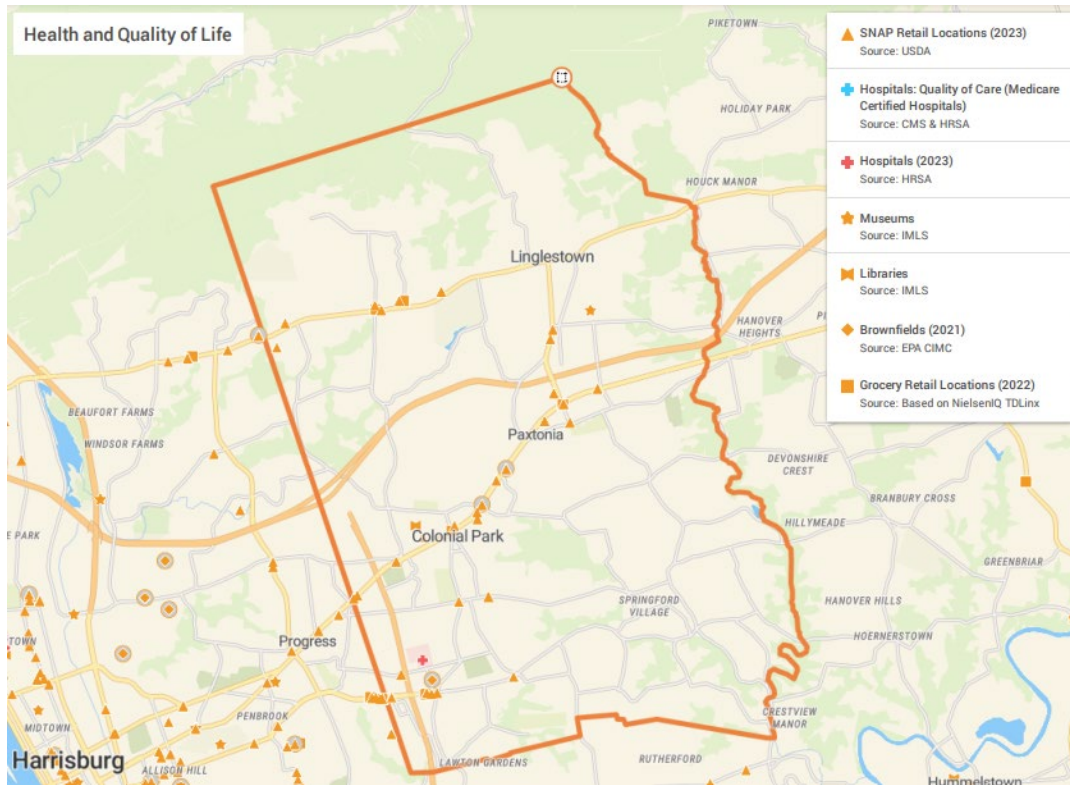 Health and Quality of Life
SNAP Retail Locations (2023)
Source: USDA
Hospitals: Quality of Care (Medicare
Certified Hospitals)
Source: CMS & HRSA
Hospitals (2023)
Source: HRSA
Museums
Source: IMLS
Libraries
Source: IMLS
Brownfields (2021)
Source: EPA CIMC
Grocery Retail Locations (2022)
Source: Based on NielsenIQ TDLinx
PIKETOWN
HOLIDAY PARK
HOUCK MANOR
Linglestown
HANOVER
HEIGHTS
BEAUFORT FARMS
WINDSOR FARMS
Paxtonia
DEVONSHIRE
CREST
BRANBURY CROSS
HILLYMEADE
E PARK
Colonial Park
GREENBRIAR
SPRINGFORD
VILLAGE
HANOVER HILLS
TOWN
Progress
HOERNERSTOWN
MIDTOWN
PENBROOK
CRESTVIEW
MANOR
Harrisburg
ALLISON HILL
LAWTON GARDENS
RUTHERFORD
Hummelstown